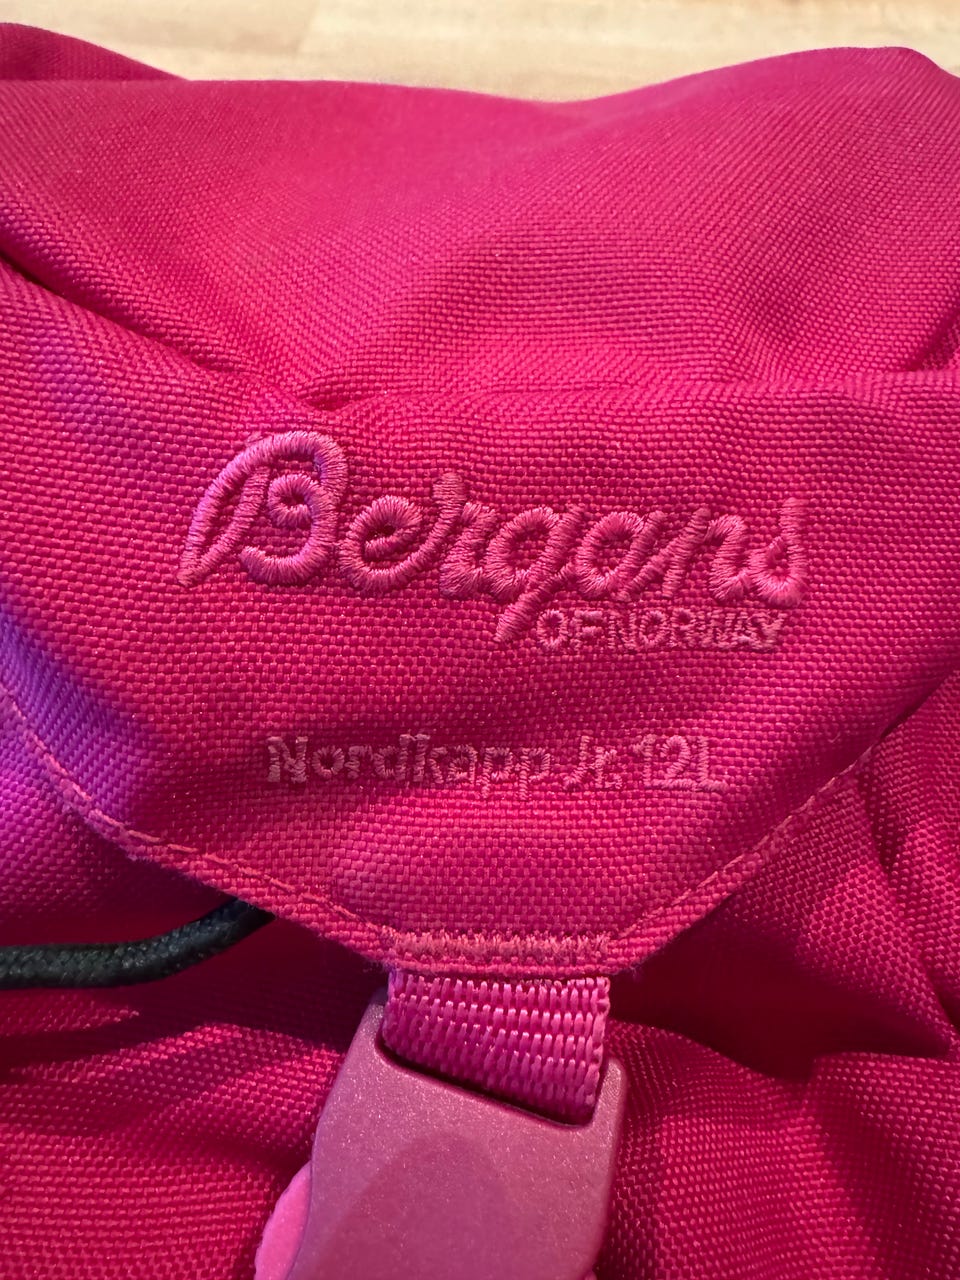 Bergans
OF NORWAY
Nordkapp Jr. 12L